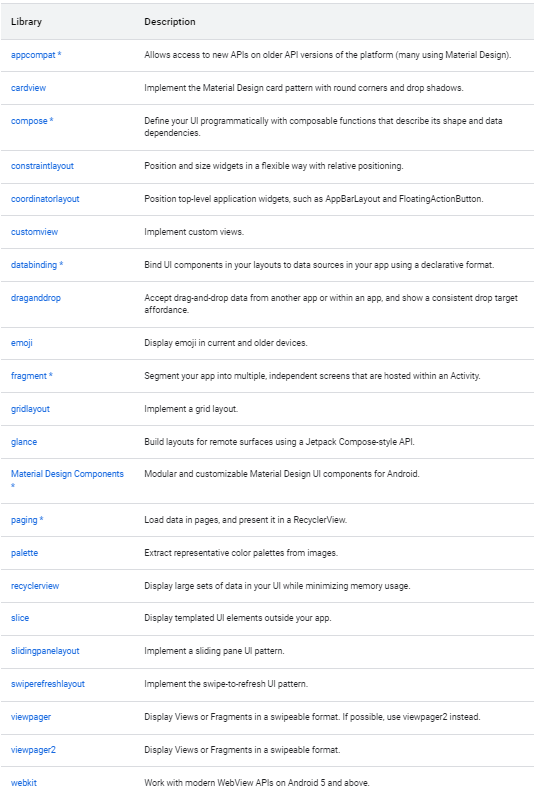 Library Description
appcompat * Allows access to new APIs on older API versions of the platform (many using Material Design).
cardview Implement the Material Design card pattern with round corners and drop shadows.
compose * Define your UI programmatically with composable functions that describe its shape and data
dependencies.
constraintlayout Position and size widgets in a flexible way with relative positioning.
coordinatorlayout Position top-level application widgets, such as AppBarLayout and FloatingActionButton.
customview Implement custom views.
databinding * Bind UI components in your layouts to data sources in your app using a declarative format.
draganddrop Accept drag-and-drop data from another app or within an app, and show a consistent drop target
affordance.
emoji Display emoji in current and older devices.
fragment * Segment your app into multiple, independent screens that are hosted within an Activity.
gridlayout Implement a grid layout.
glance Build layouts for remote surfaces using a Jetpack Compose-style API.
Material Design Components Modular and customizable Material Design UI components for Android.
*
paging * Load data in pages, and present it in a RecyclerView.
palette Extract representative color palettes from images.
recyclerview Display large sets of data in your UI while minimizing memory usage.
slice Display templated UI elements outside your app.
slidingpanelayout Implement a sliding pane UI pattern.
swiperefreshlayout Implement the swipe-to-refresh UI pattern.
viewpager Display Views or Fragments in a swipeable format. If possible, use viewpager2 instead.
viewpager2 Display Views or Fragments in a swipeable format.
webkit Work with modern WebView APIs on Android 5 and above.